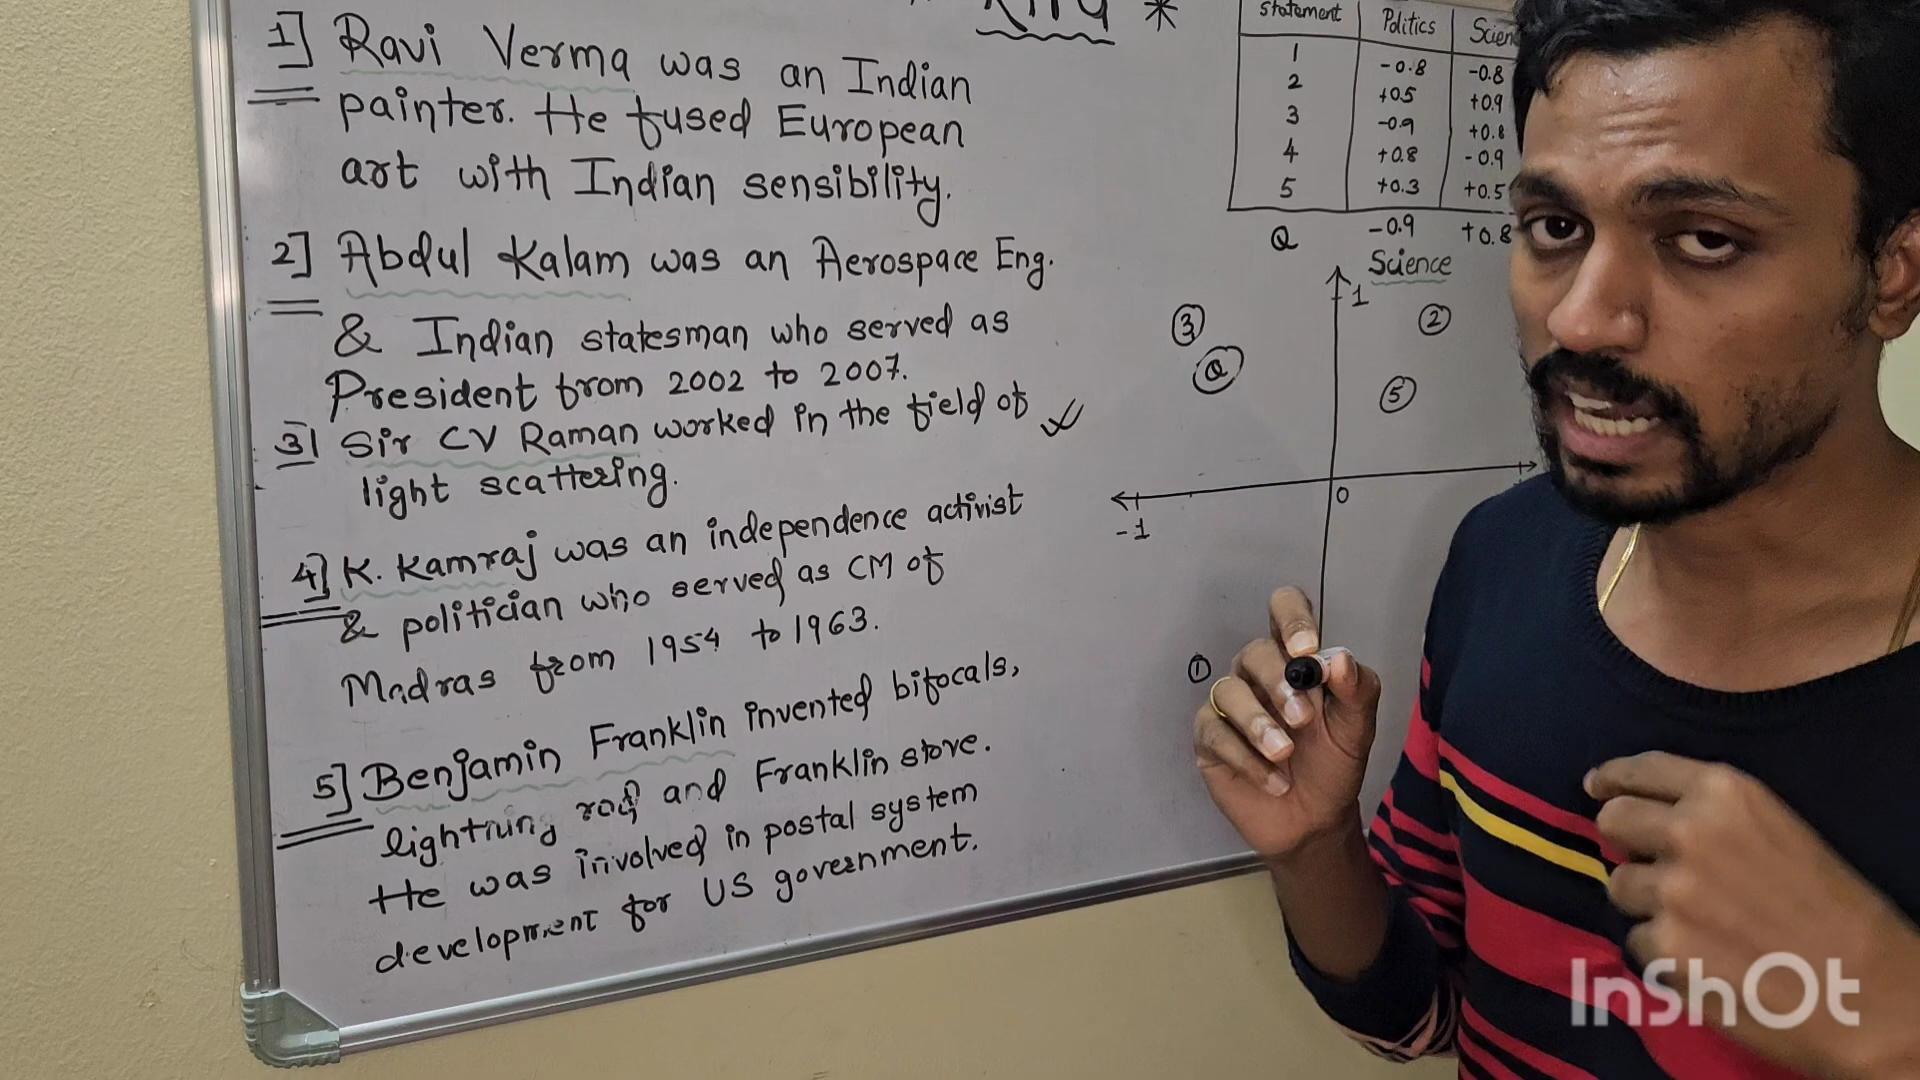 *
1] Ravi Verma was an Indian
painter. He fused European
art with Indian sensibility.
2] Abdul Kalam was an Aerospace Eng.
& Indian statesman who served as
President from 2002 to 2007.
3] Sir CV Raman worked in the field of
light scattering.
4] K. Kamraj was an independence activist
& politician who served as CM of
Madras from 1954 to 1963.
5] Benjamin Franklin invented bifocals,
lightning rod and Franklin stove.
He was involved in postal system
development for US government.
statement Politics
1 -0.8 -0.8
2 +0.5 +0.9
3 -0.9 +0.8
4 +0.8 -0.9
5 +0.3 +0.5
Q -0.9 +0.8
Science
1
3 2
Q
5
0
-1
1
InShOt